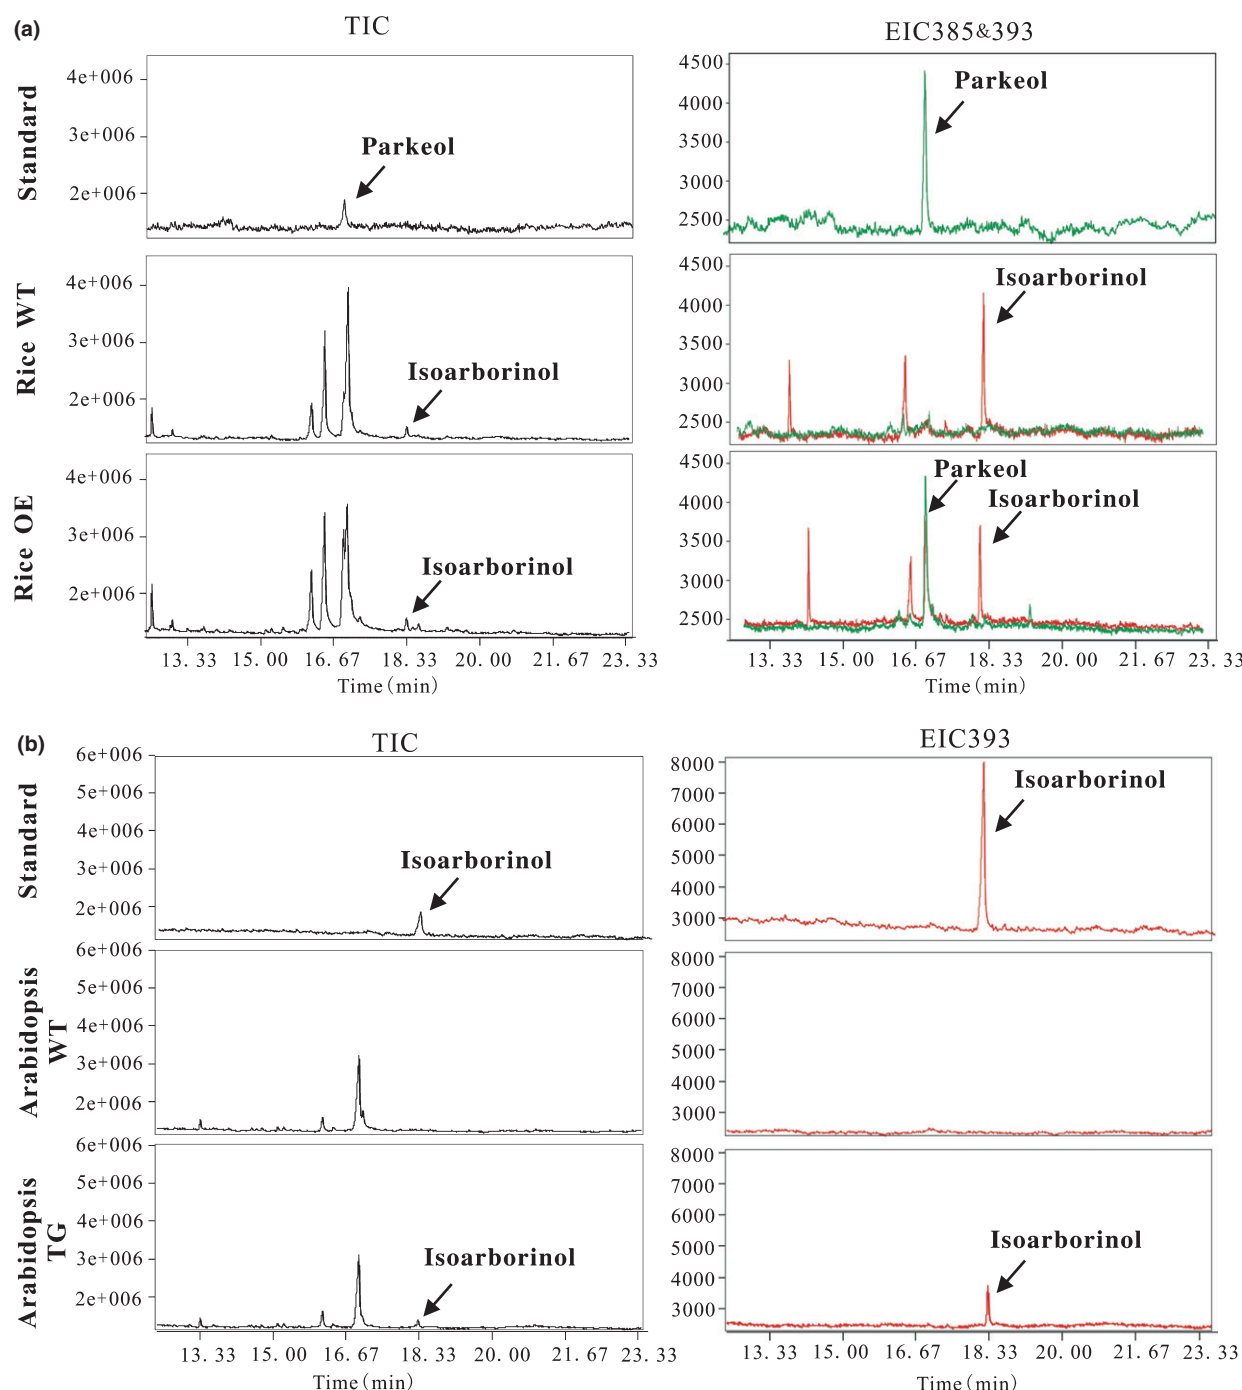 (a)
TIC
EIC385&393
Standard
4e+006
3e+006
2e+006
Parkeol
4500
4000
3500
3000
2500
Parkeol
Rice WT
4e+006
3e+006
2e+006
Isoarborinol
4500
4000
3500
3000
2500
Isoarborinol
Rice OE
4e+006
3e+006
2e+006
Isoarborinol
4500
4000
3500
3000
2500
Parkeol
Isoarborinol
13.33 15.00 16.67 18.33 20.00 21.67 23.33
Time(min)
13.33 15.00 16.67 18.33 20.00 21.67 23.33
Time(min)
(b)
TIC
EIC393
Standard
6e+006
5e+006
4e+006
3e+006
2e+006
Isoarborinol
8000
7000
6000
5000
4000
3000
Isoarborinol
Arabidopsis
WT
6e+006
5e+006
4e+006
3e+006
2e+006
8000
7000
6000
5000
4000
3000
Arabidopsis
TG
6e+006
5e+006
4e+006
3e+006
2e+006
Isoarborinol
8000
7000
6000
5000
4000
3000
Isoarborinol
13.33 15.00 16.67 18.33 20.00 21.67 23.33
Time(min)
13.33 15.00 16.67 18.33 20.00 21.67 23.33
Time(min)